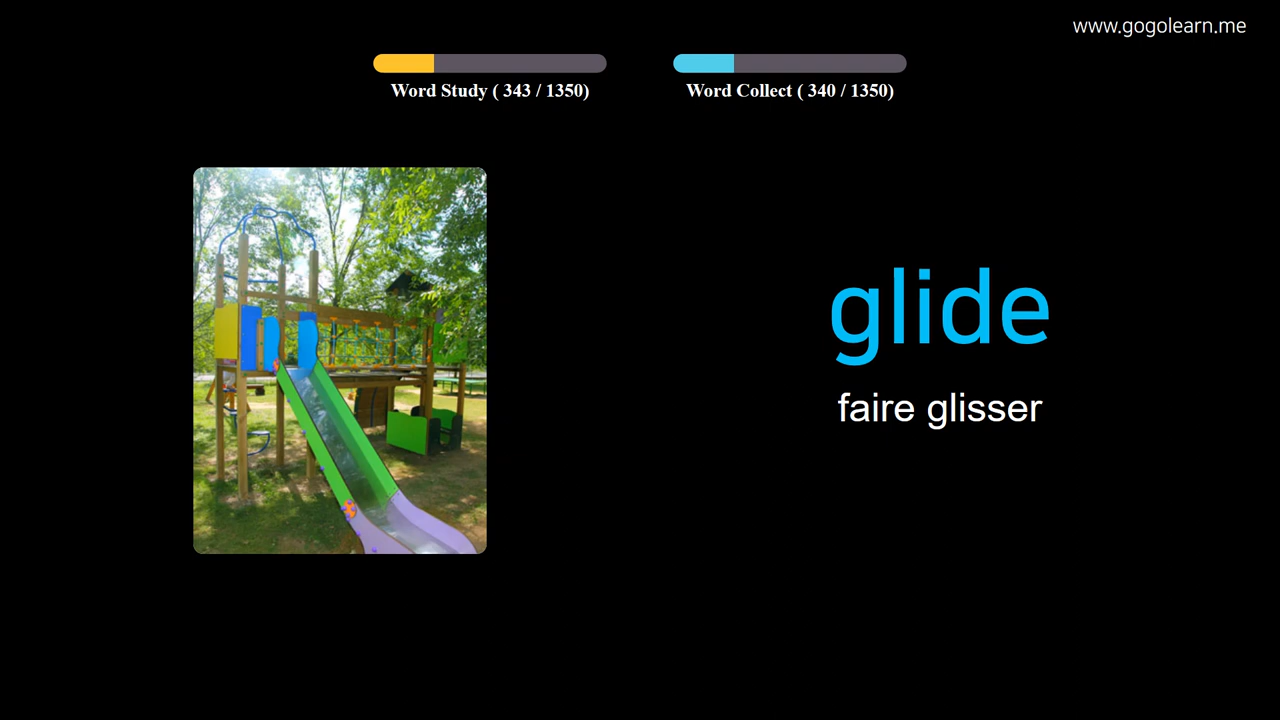 www.gogolearn.me
Word Study ( 343 / 1350)
Word Collect ( 340 / 1350)
glide
faire glisser